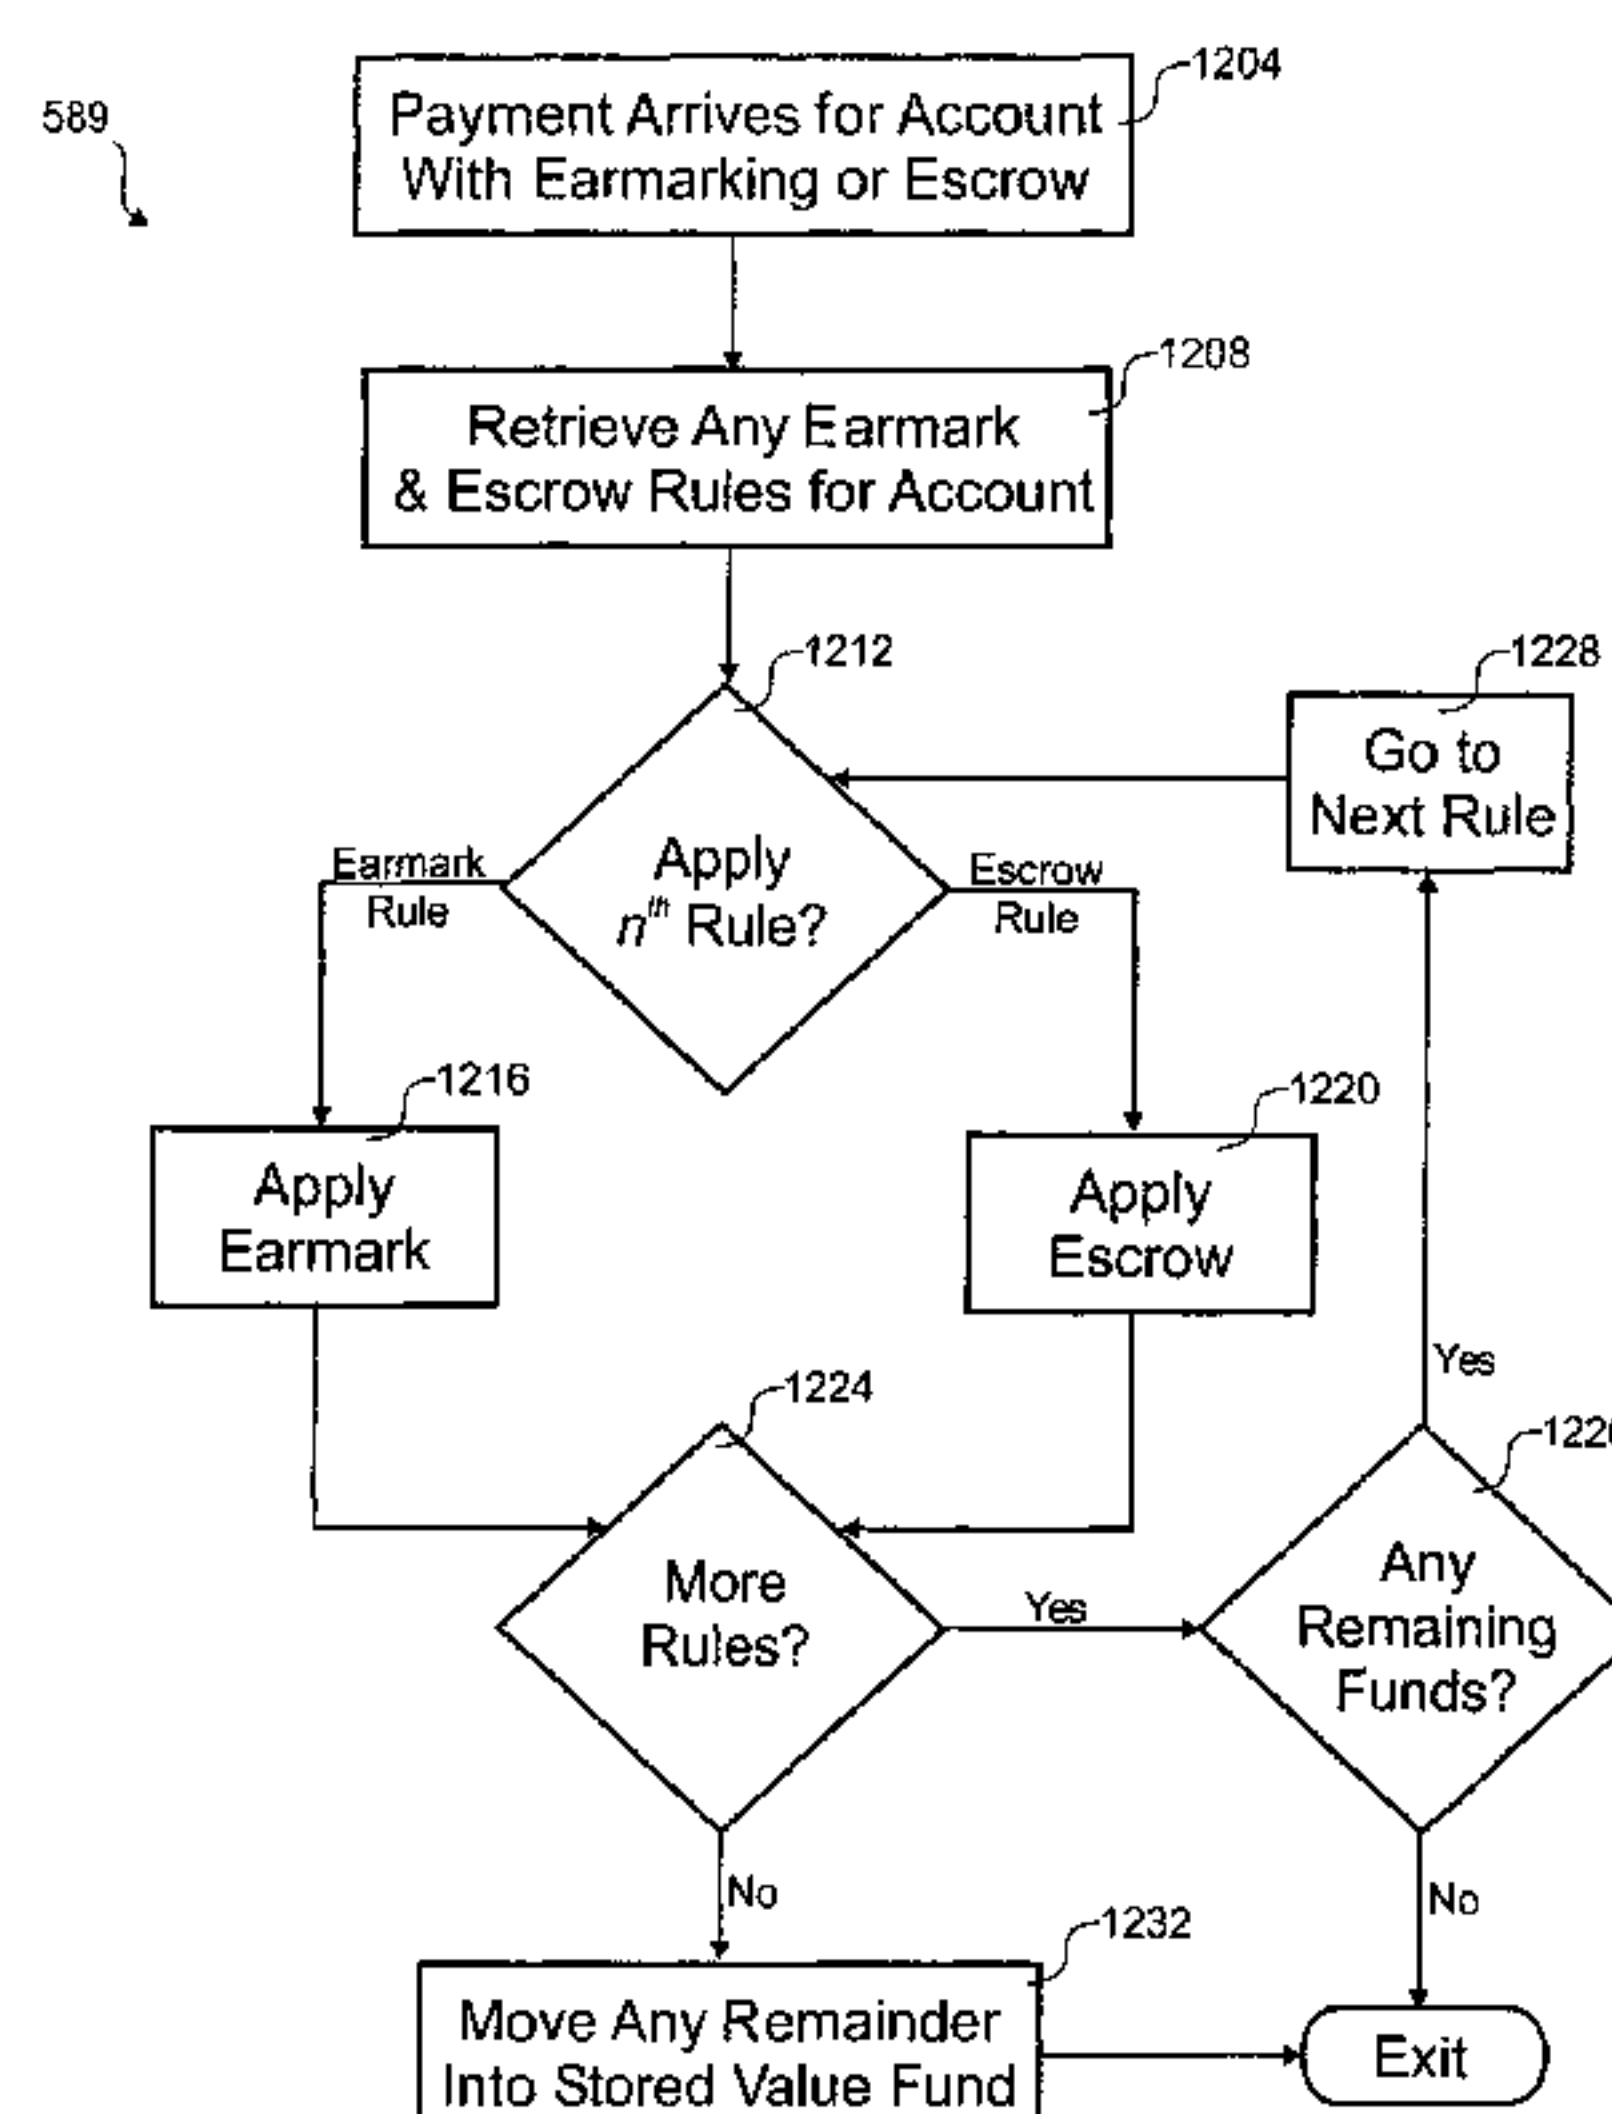 589
1204
Payment Arrives for Account
With Earmarking or Escrow
1208
Retrieve Any Earmark
& Escrow Rules for Account
1212
1228
Go to
Next Rule
Apply
nth Rule?
Earmark
Rule
Escrow
Rule
1216
Apply
Earmark
1220
Apply
Escrow
Yes
1224
More
Rules?
Yes
Any
Remaining
Funds?
No
No
1232
Move Any Remainder
Into Stored Value Fund
Exit